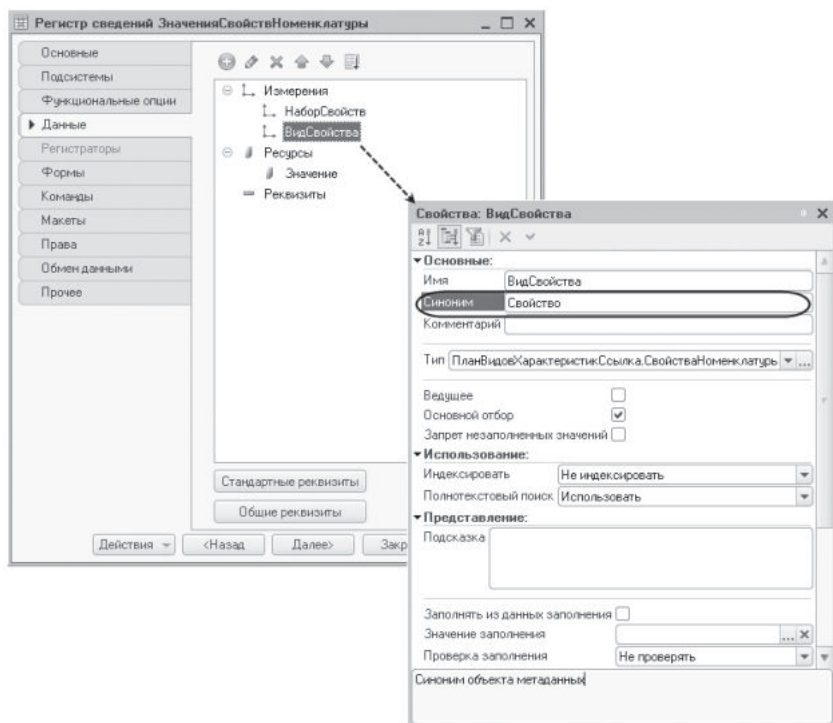 Регистр сведений ЗначенияСвойствНоменклатуры
Основные
Подсистемы
Функциональные опции
Данные
Регистраторы
Формы
Команды
Макеты
Права
Обмен данными
Прочее
Измерения
НаборСвойств
ВидСвойства
Ресурсы
Значение
Реквизиты
Стандартные реквизиты
Общие реквизиты
Действия
<Назад
Далее>
Закр
Свойства: ВидСвойства
Основные:
Имя ВидСвойства
Синоним Свойство
Комментарий
Тип ПланВидовХарактеристикСсылка.СвойстваНоменклатуры
Ведущее
Основной отбор
Запрет незаполненных значений
Использование:
Индексировать Не индексировать
Полнотекстовый поиск Использовать
Представление:
Подсказка
Заполнять из данных заполнения
Значение заполнения
Проверка заполнения Не проверять
Синоним объекта метаданных